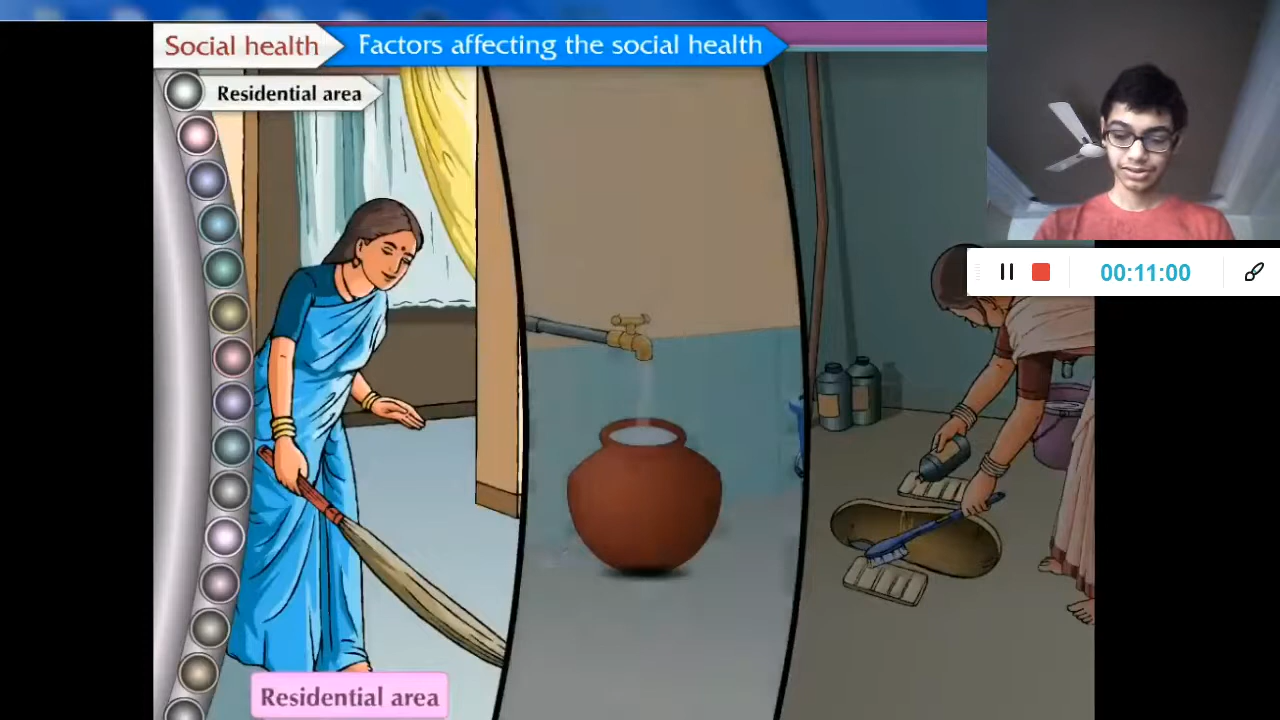 Social health
Factors affecting the social health
Residential area
00:11:00
Residential area